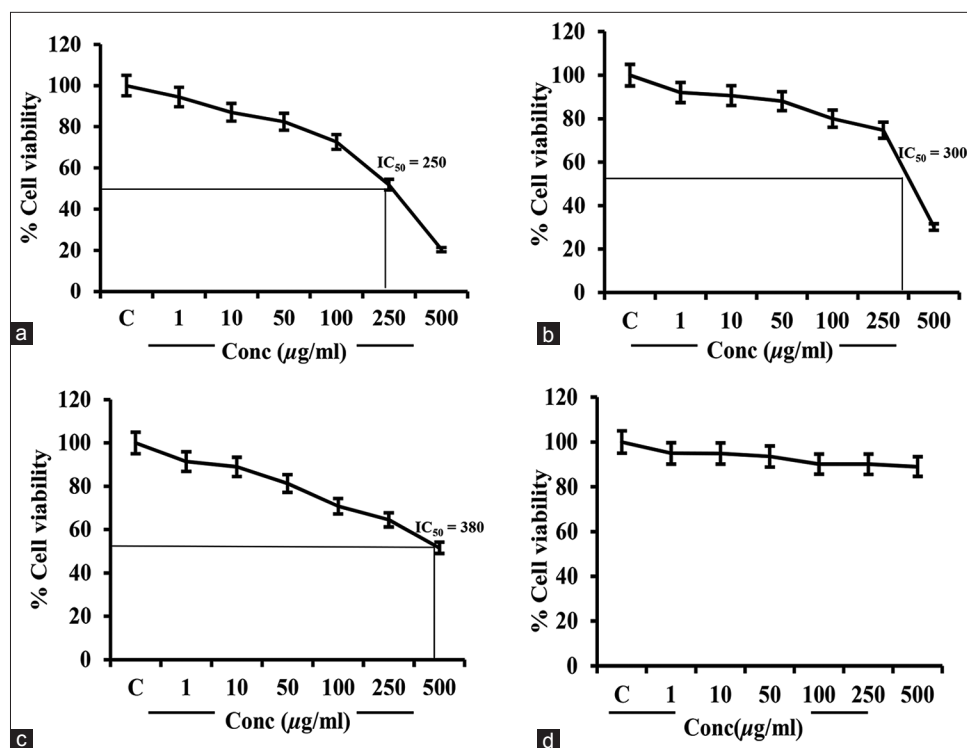 120
100
80
60
40
20
0
% Cell viability
IC50 = 250
C 1 10 50 100 250 500
Conc (µg/ml)
a
120
100
80
60
40
20
0
% Cell viability
IC50 = 300
C 1 10 50 100 250 500
Conc (µg/ml)
b
120
100
80
60
40
20
0
% Cell viability
IC50 = 380
C 1 10 50 100 250 500
Conc (µg/ml)
c
120
100
80
60
40
20
0
% Cell viability
C 1 10 50 100 250 500
Conc(µg/ml)
d